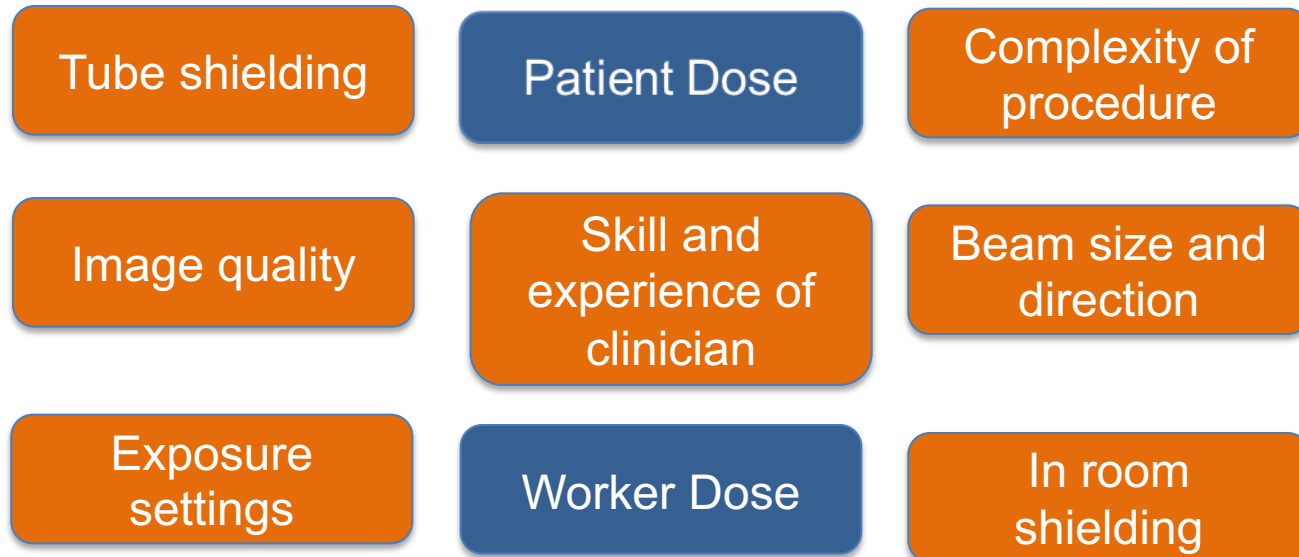 Tube shielding
Patient Dose
Complexity of
procedure
Image quality
Skill and
experience of
clinician
Beam size and
direction
Exposure
settings
Worker Dose
In room
shielding